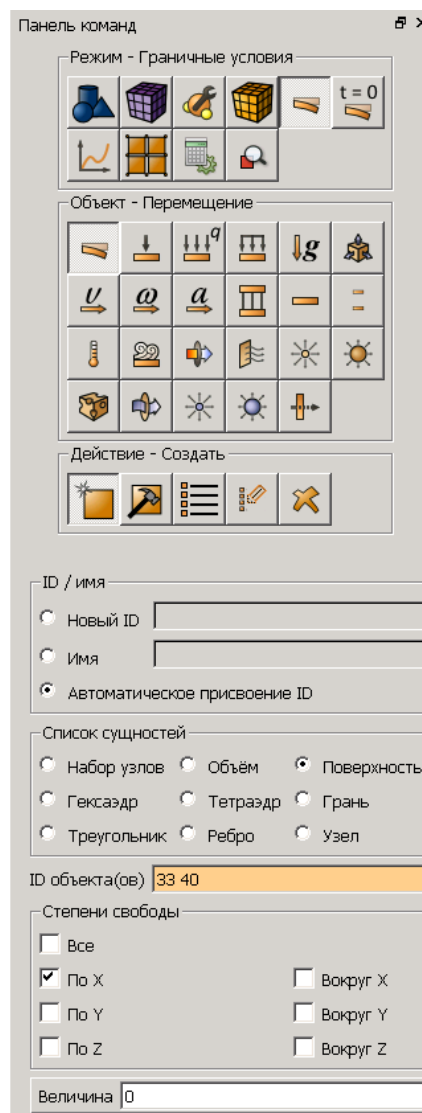 Панель команд
Режим - Граничные условия
t = 0
Объект - Перемещение
q
g
υ ω a
Действие - Создать
ID / имя
Новый ID
Имя
Автоматическое присвоение ID
Список сущностей
Набор узлов Объём Поверхность
Гексаэдр Тетраэдр Грань
Треугольник Ребро Узел
ID объекта(ов) 33 40
Степени свободы
Все
По X Вокруг X
По Y Вокруг Y
По Z Вокруг Z
Величина 0